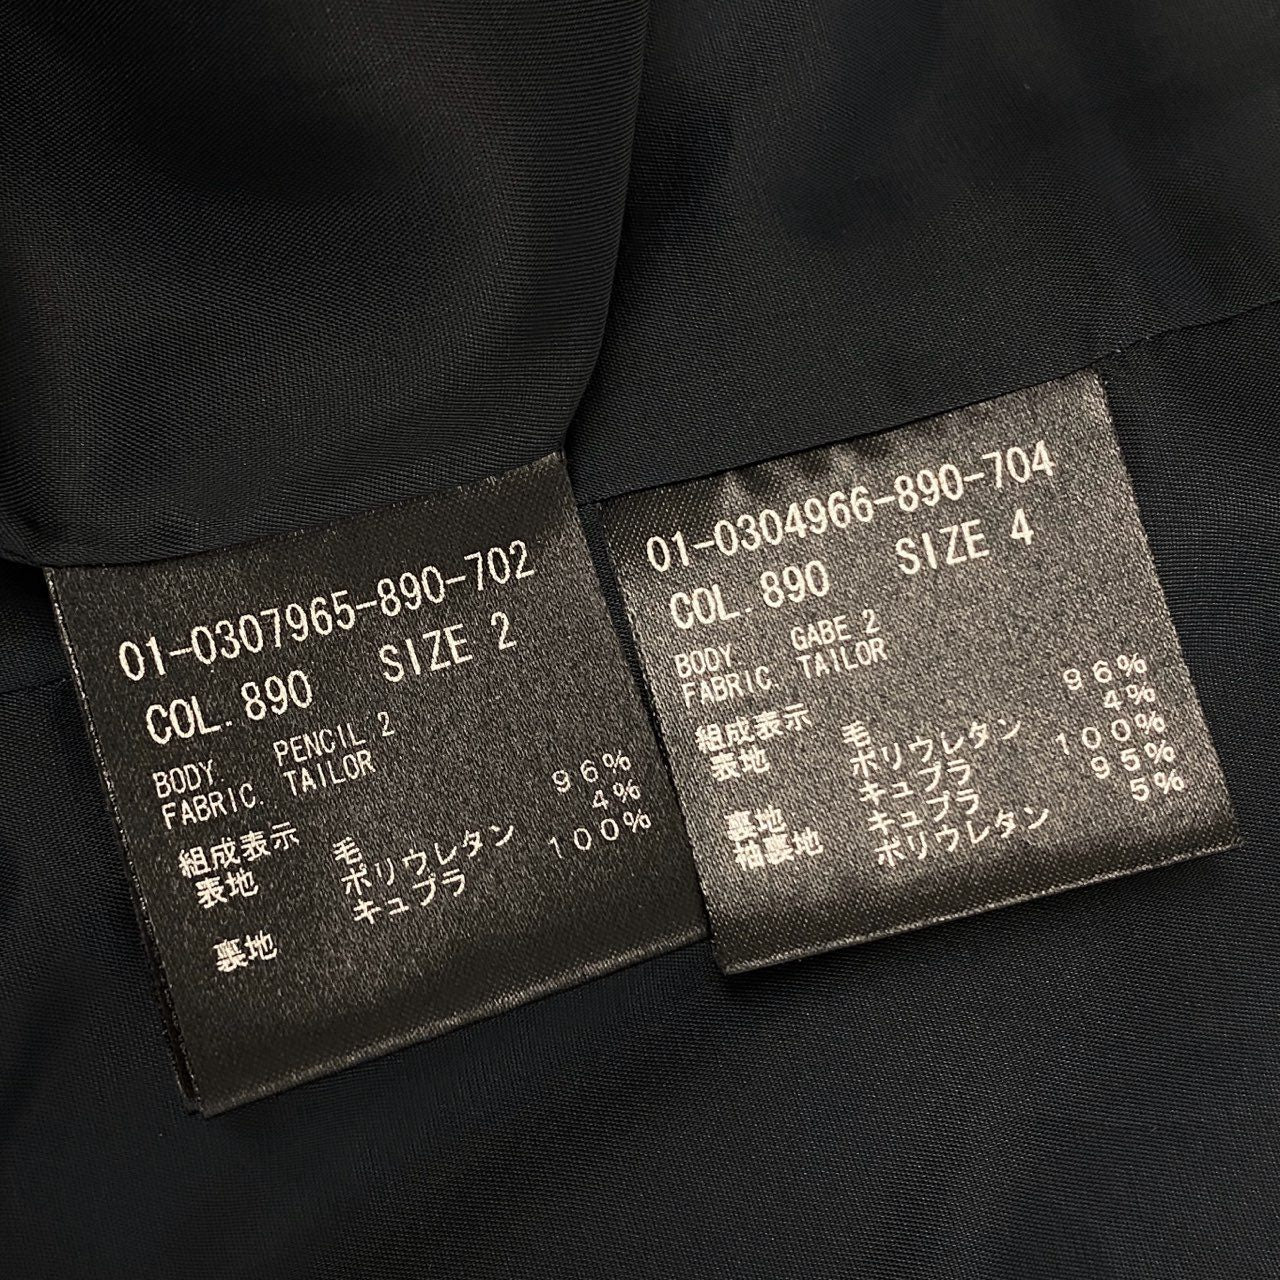 01-0307965-890-702
COL. 890 SIZE 2
BODY. PENCIL 2
FABRIC. TAILOR
組成表示
表地 毛 96%
ポリウレタン 4%
裏地 キュプラ 100%
01-0304966-890-704
COL. 890 SIZE 4
BODY. GABE 2
FABRIC. TAILOR
組成表示
表地 毛 96%
ポリウレタン 4%
裏地 キュプラ 100%
袖裏地 キュプラ 95%
ポリウレタン 5%